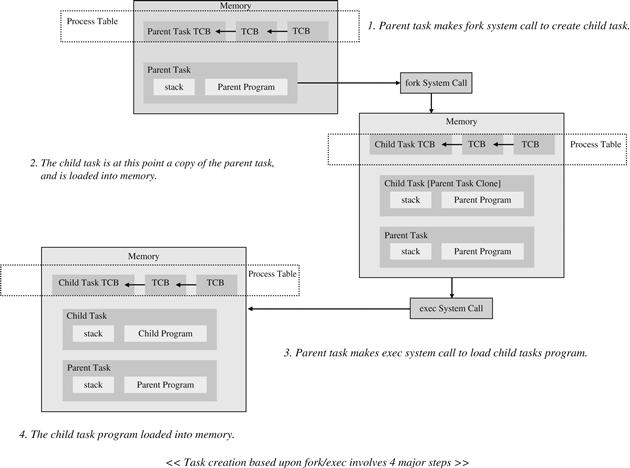 Memory
Process Table
Parent Task TCB
TCB
TCB
1. Parent task makes fork system call to create child task.
Parent Task
stack
Parent Program
fork System Call
Memory
Child Task TCB
TCB
TCB
Process Table
2. The child task is at this point a copy of the parent task,
and is loaded into memory.
Child Task [Parent Task Clone]
stack
Parent Program
Parent Task
stack
Parent Program
Memory
Process Table
Child Task TCB
TCB
TCB
exec System Call
Child Task
stack
Child Program
3. Parent task makes exec system call to load child tasks program.
Parent Task
stack
Parent Program
4. The child task program loaded into memory.
<< Task creation based upon fork/exec involves 4 major steps >>